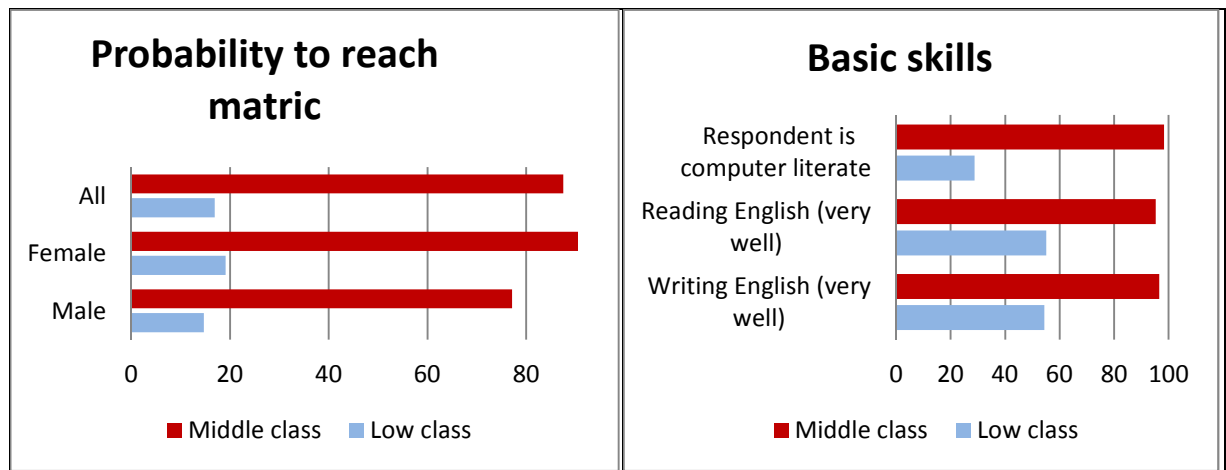 Probability to reach
matric
All
Female
Male
0 20 40 60 80
Middle class Low class
Basic skills
Respondent is
computer literate
Reading English (very
well)
Writing English (very
well)
0 20 40 60 80 100
Middle class Low class